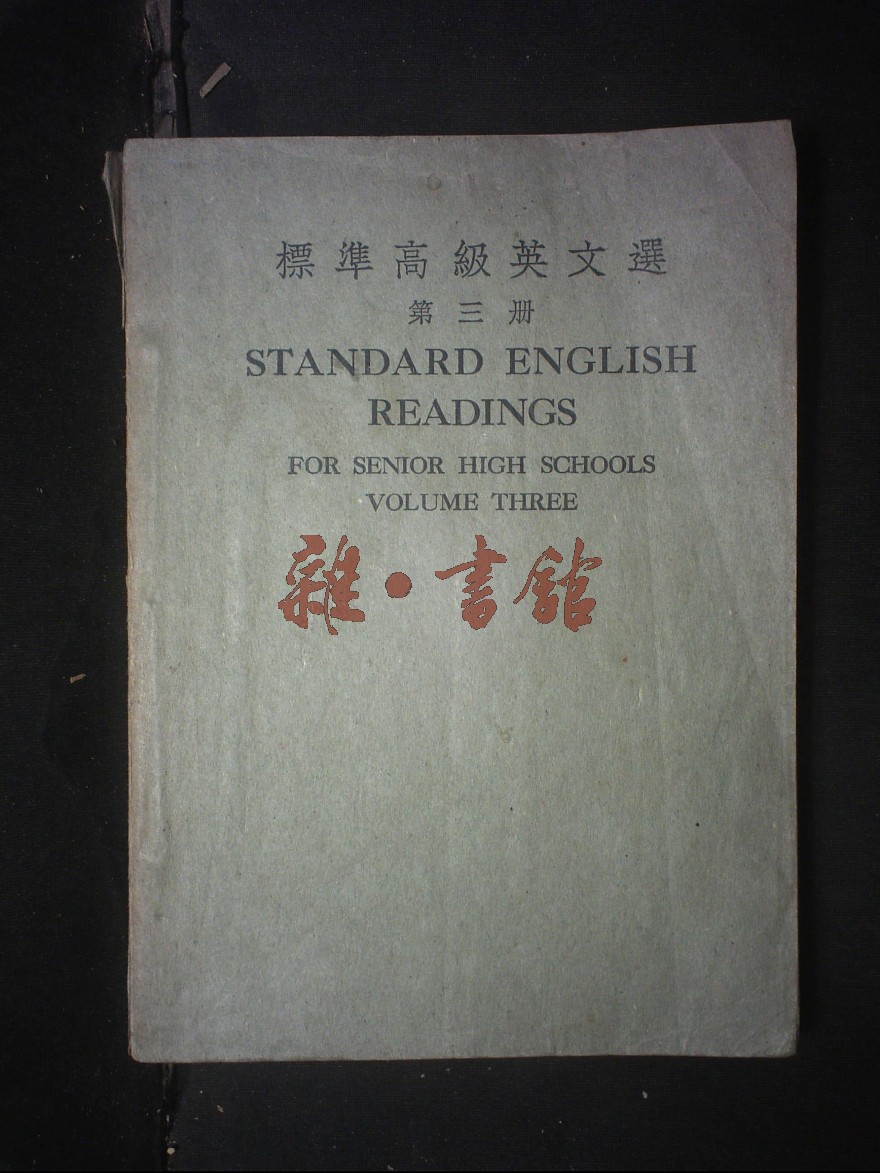 標準高級英文選
第三册
STANDARD ENGLISH
READINGS
FOR SENIOR HIGH SCHOOLS
VOLUME THREE
雜·書館